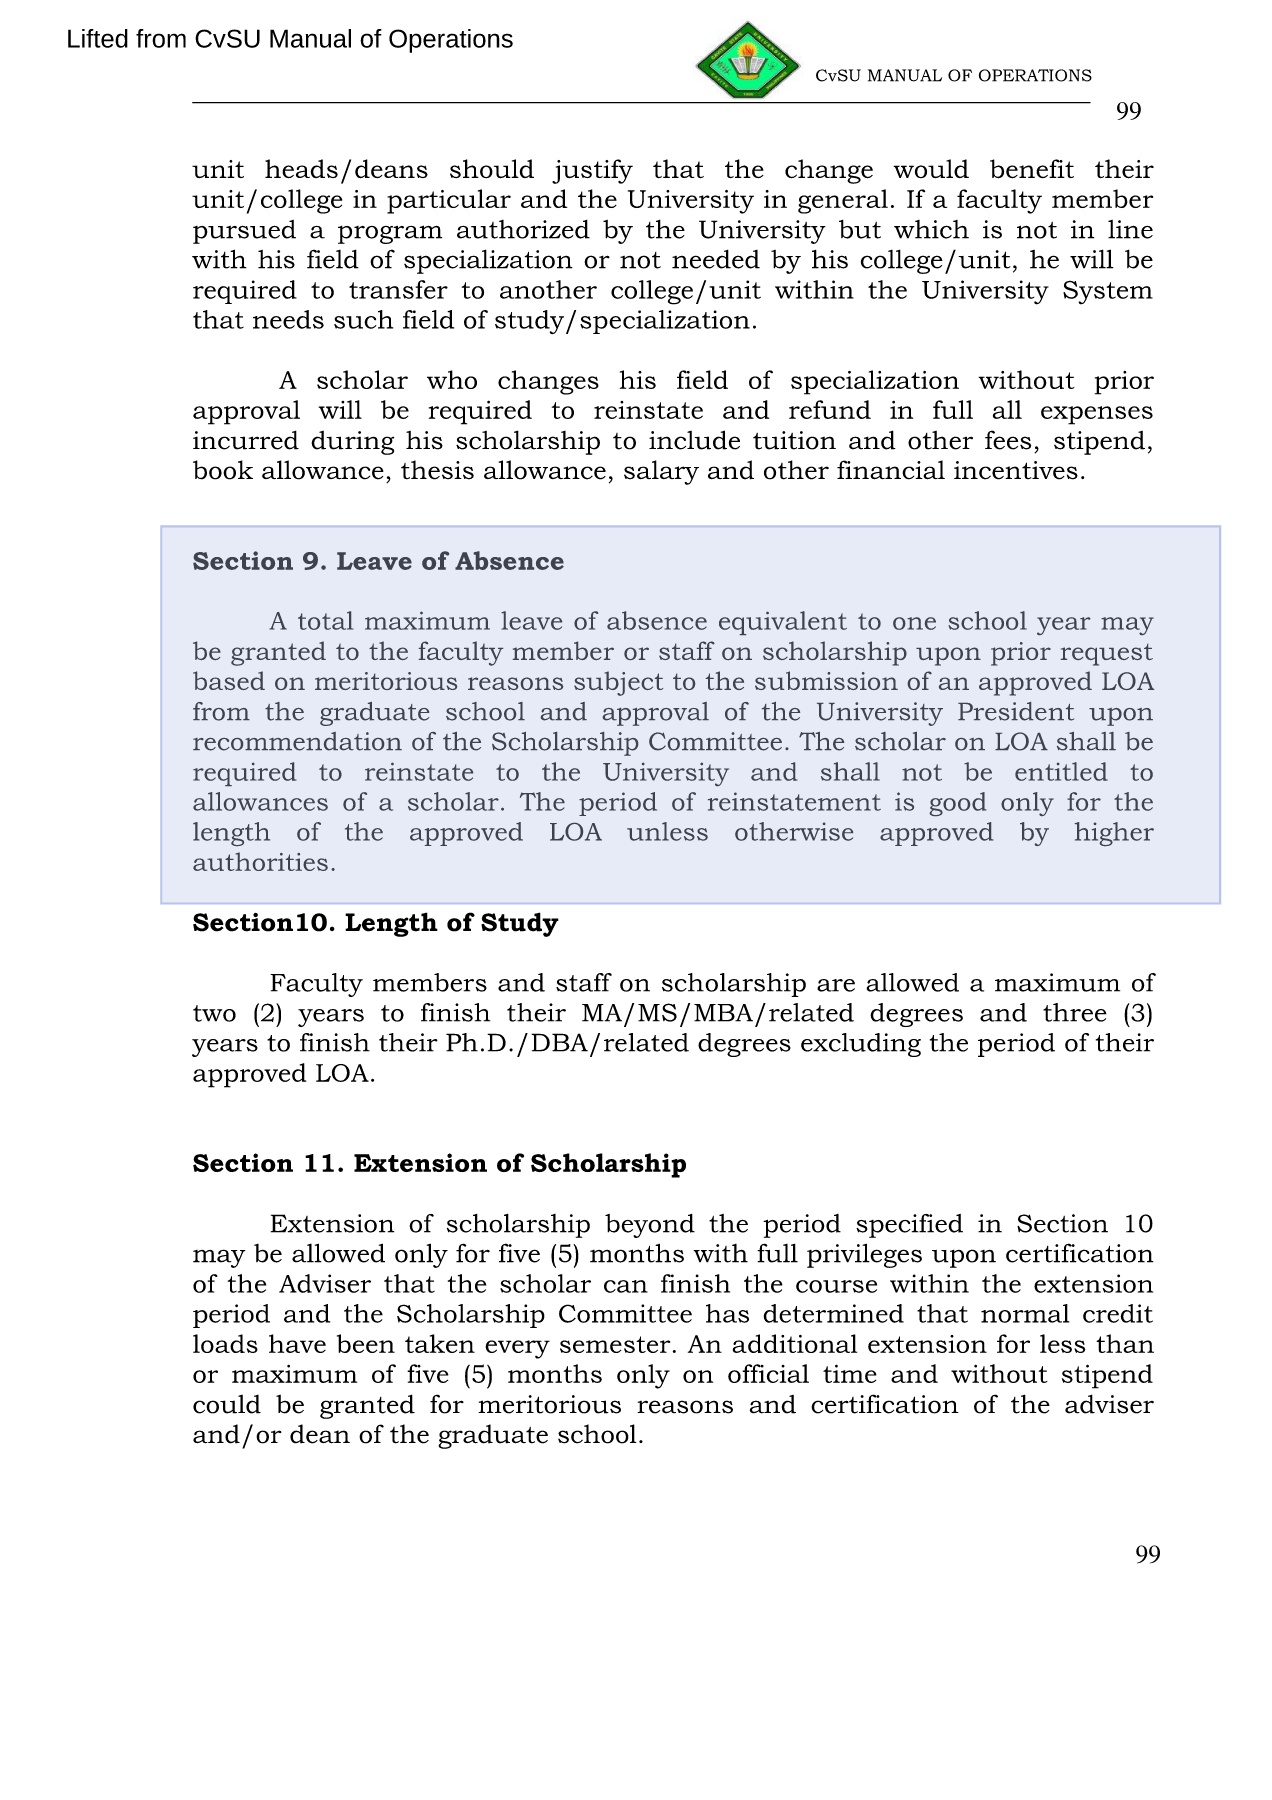 Lifted from CvSU Manual of Operations
CvSU MANUAL OF OPERATIONS
99
unit heads/deans should justify that the change would benefit their
unit/college in particular and the University in general. If a faculty member
pursued a program authorized by the University but which is not in line
with his field of specialization or not needed by his college/unit, he will be
required to transfer to another college/unit within the University System
that needs such field of study/specialization.
A scholar who changes his field of specialization without prior
approval will be required to reinstate and refund in full all expenses
incurred during his scholarship to include tuition and other fees, stipend,
book allowance, thesis allowance, salary and other financial incentives.
Section 9. Leave of Absence
A total maximum leave of absence equivalent to one school year may
be granted to the faculty member or staff on scholarship upon prior request
based on meritorious reasons subject to the submission of an approved LOA
from the graduate school and approval of the University President upon
recommendation of the Scholarship Committee. The scholar on LOA shall be
required to reinstate to the University and shall not be entitled to
allowances of a scholar. The period of reinstatement is good only for the
length of the approved LOA unless otherwise approved by higher
authorities.
Section10. Length of Study
Faculty members and staff on scholarship are allowed a maximum of
two (2) years to finish their MA/MS/MBA/related degrees and three (3)
years to finish their Ph.D./DBA/related degrees excluding the period of their
approved LOA.
Section 11. Extension of Scholarship
Extension of scholarship beyond the period specified in Section 10
may be allowed only for five (5) months with full privileges upon certification
of the Adviser that the scholar can finish the course within the extension
period and the Scholarship Committee has determined that normal credit
loads have been taken every semester. An additional extension for less than
or maximum of five (5) months only on official time and without stipend
could be granted for meritorious reasons and certification of the adviser
and/or dean of the graduate school.
99